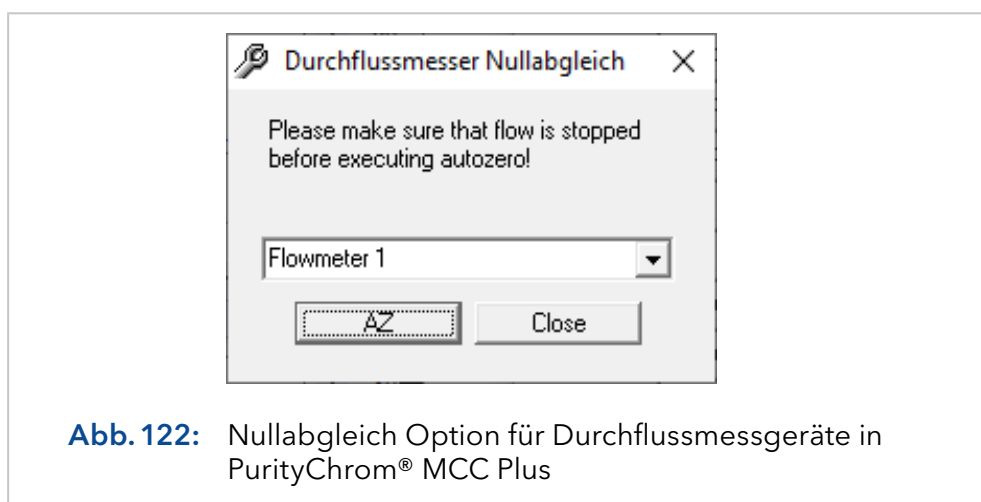 Durchflussmesser Nullabgleich
Please make sure that flow is stopped
before executing autozero!
Flowmeter 1
AZ
Close
Abb. 122: Nullabgleich Option für Durchflussmessgeräte in
PurityChrom® MCC Plus